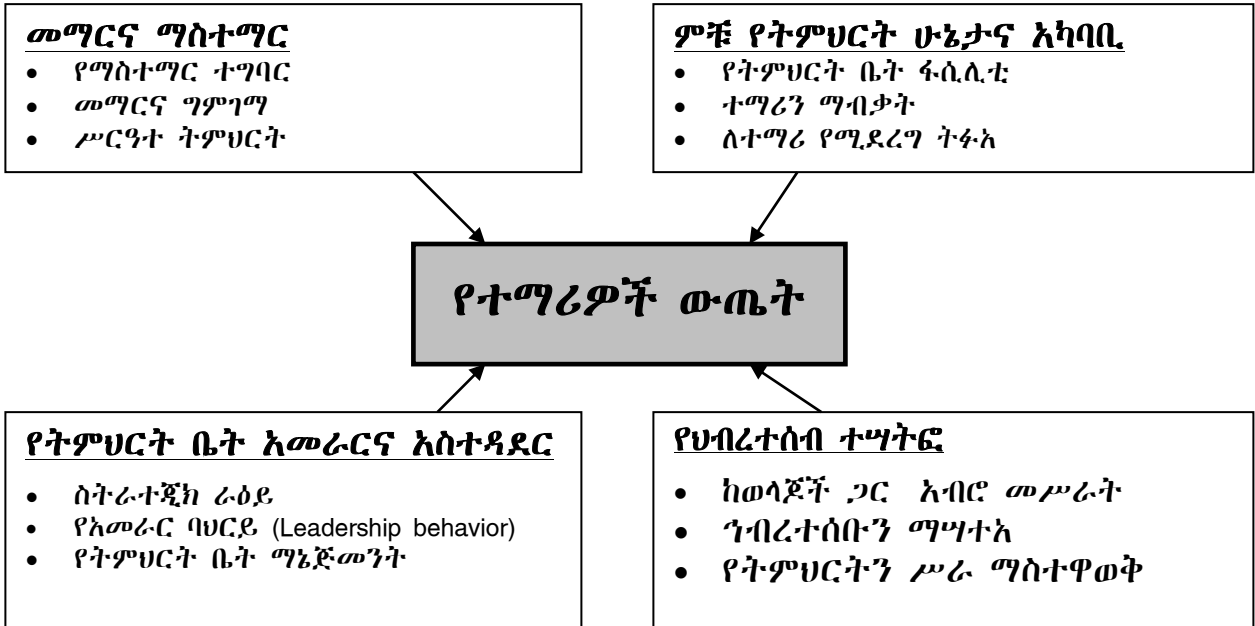 መማርና ማስተማር
• የማስተማር ተግባር
• መማርና ግምገማ
• ሥርዓተ ትምህርት
ምቹ የትምህርት ሁኔታና አካባቢ
• የትምህርት ቤት ፋሲሊቲ
• ተማሪን ማብቃት
• ለተማሪ የሚደረግ ትፋአ
የተማሪዎች ውጤት
የትምህርት ቤት አመራርና አስተዳደር
• ስትራተጂክ ራዕይ
• የአመራር ባህርይ (Leadership behavior)
• የትምህርት ቤት ማኔጅመንት
የህብረተሰብ ተሣትፎ
• ከወላጆች ጋር አብሮ መሥራት
• ኅብረተሰቡን ማሣተአ
• የትምህርትን ሥራ ማስተዋወቅ